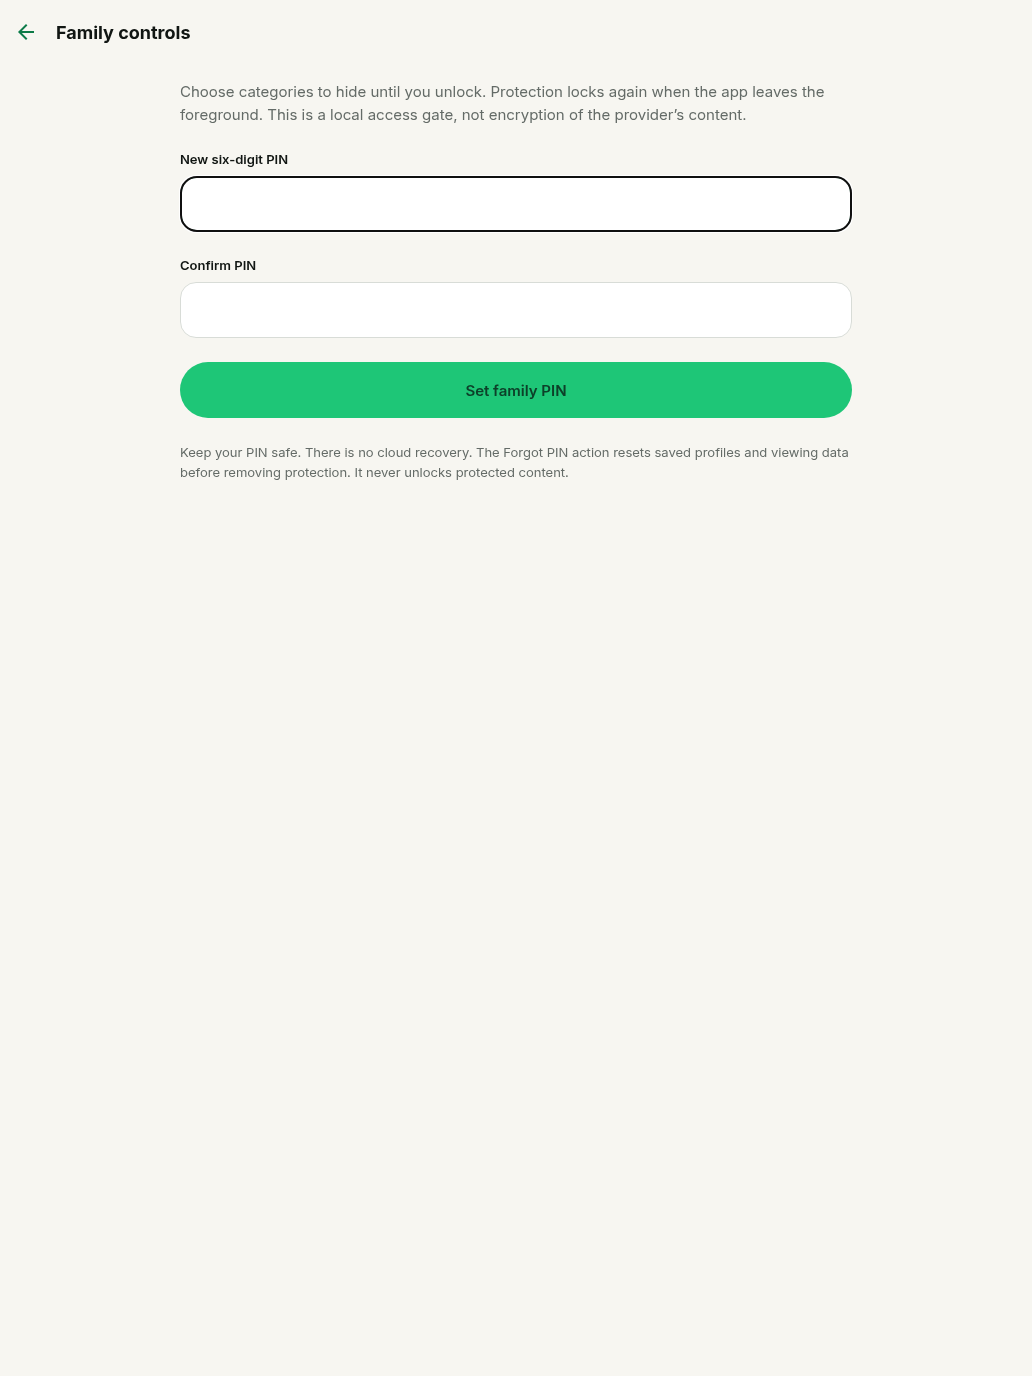 Family controls
Choose categories to hide until you unlock. Protection locks again when the app leaves the
foreground. This is a local access gate, not encryption of the provider’s content.
New six-digit PIN
Confirm PIN
Set family PIN
Keep your PIN safe. There is no cloud recovery. The Forgot PIN action resets saved profiles and viewing data
before removing protection. It never unlocks protected content.